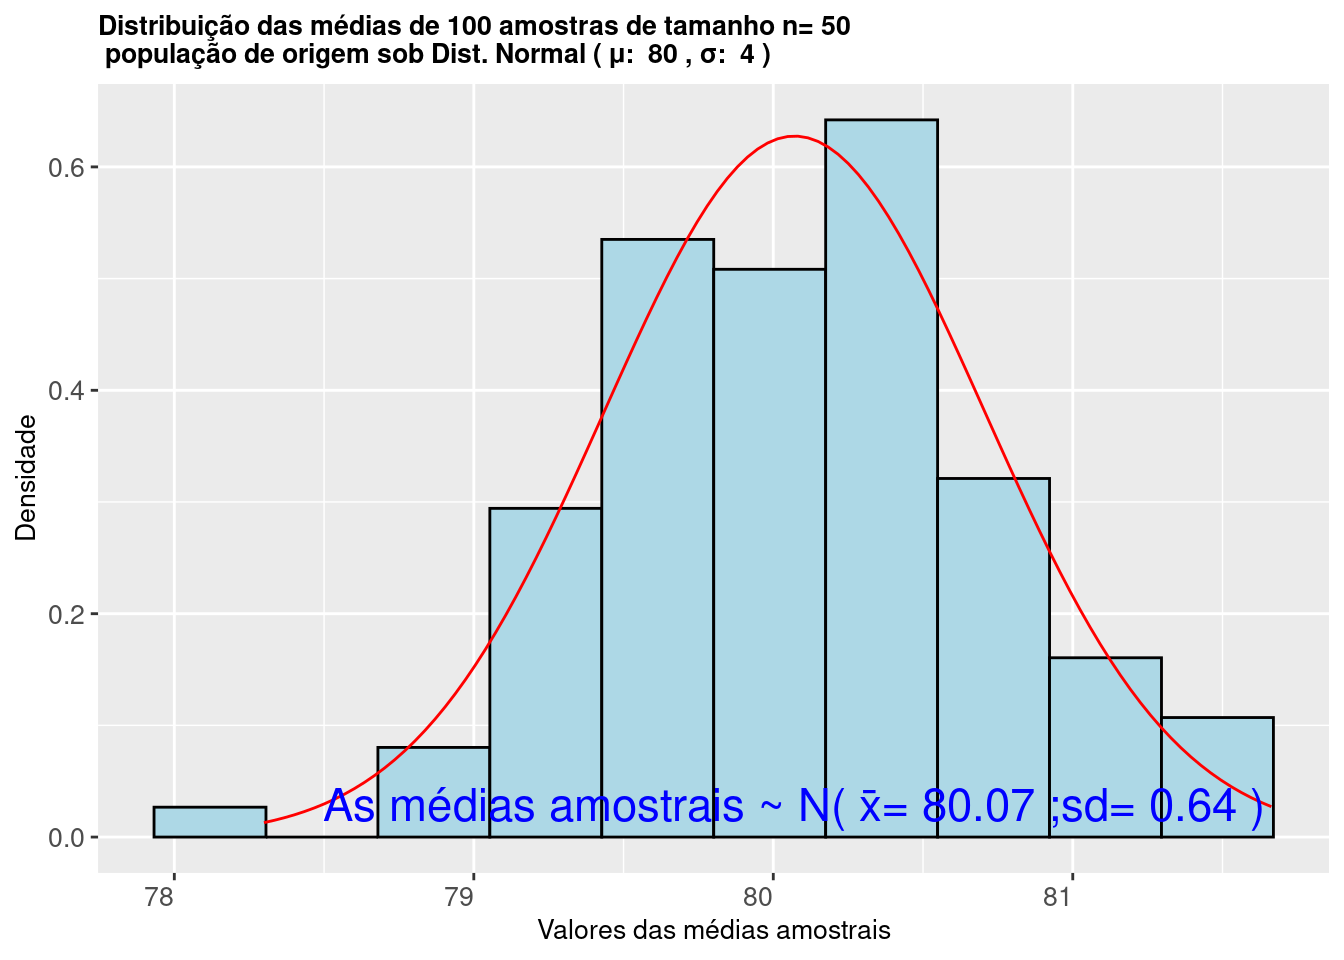 Distribuição das médias de 100 amostras de tamanho n= 50
população de origem sob Dist. Normal ( μ:  80 , σ:  4 )
Densidade
0.6
0.4
0.2
0.0
As médias amostrais ~ N( x̄= 80.07 ;sd= 0.64 )
78 79 80 81
Valores das médias amostrais